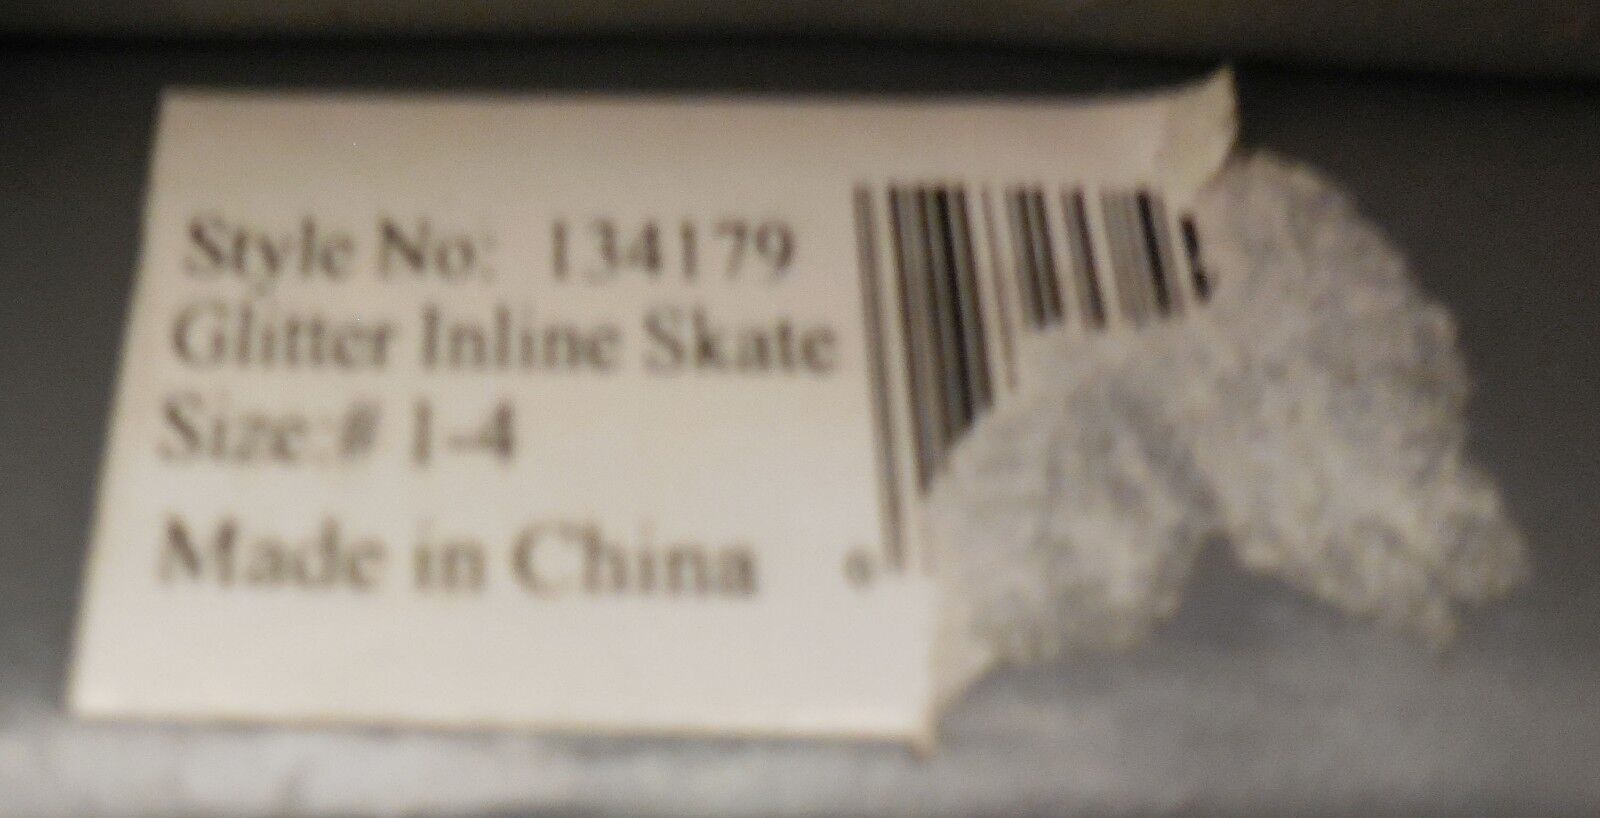 Style No: 134179
Glitter Inline Skate
Size:# 1-4
Made in China